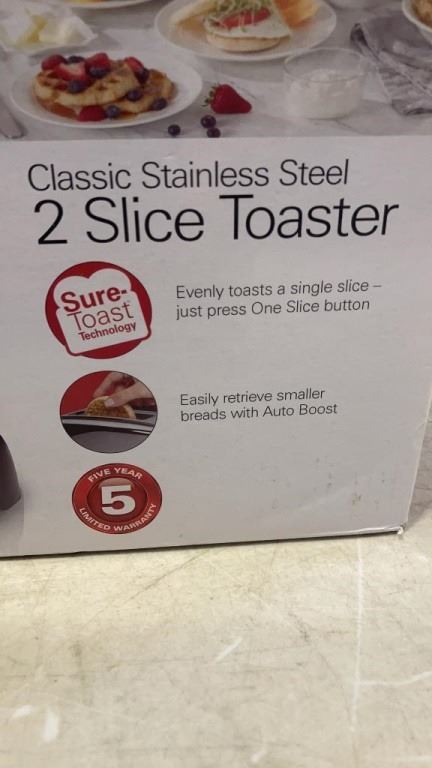 Classic Stainless Steel
2 Slice Toaster
Sure-
Toast
Technology
Evenly toasts a single slice –
just press One Slice button
Easily retrieve smaller
breads with Auto Boost
FIVE YEAR
5
LIMITED WARRANTY